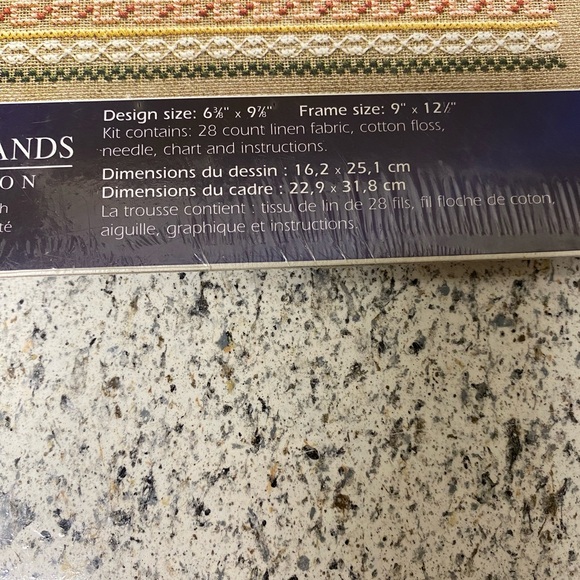 Design size: 6⅜" x 9⅞" Frame size: 9" x 12½"
Kit contains: 28 count linen fabric, cotton floss,
needle, chart and instructions.
Dimensions du dessin : 16,2 x 25,1 cm
Dimensions du cadre : 22,9 x 31,8 cm
La trousse contient : tissu de lin de 28 fils, fil floche de coton,
aiguille, graphique et instructions.
ANDS
ON
h
té